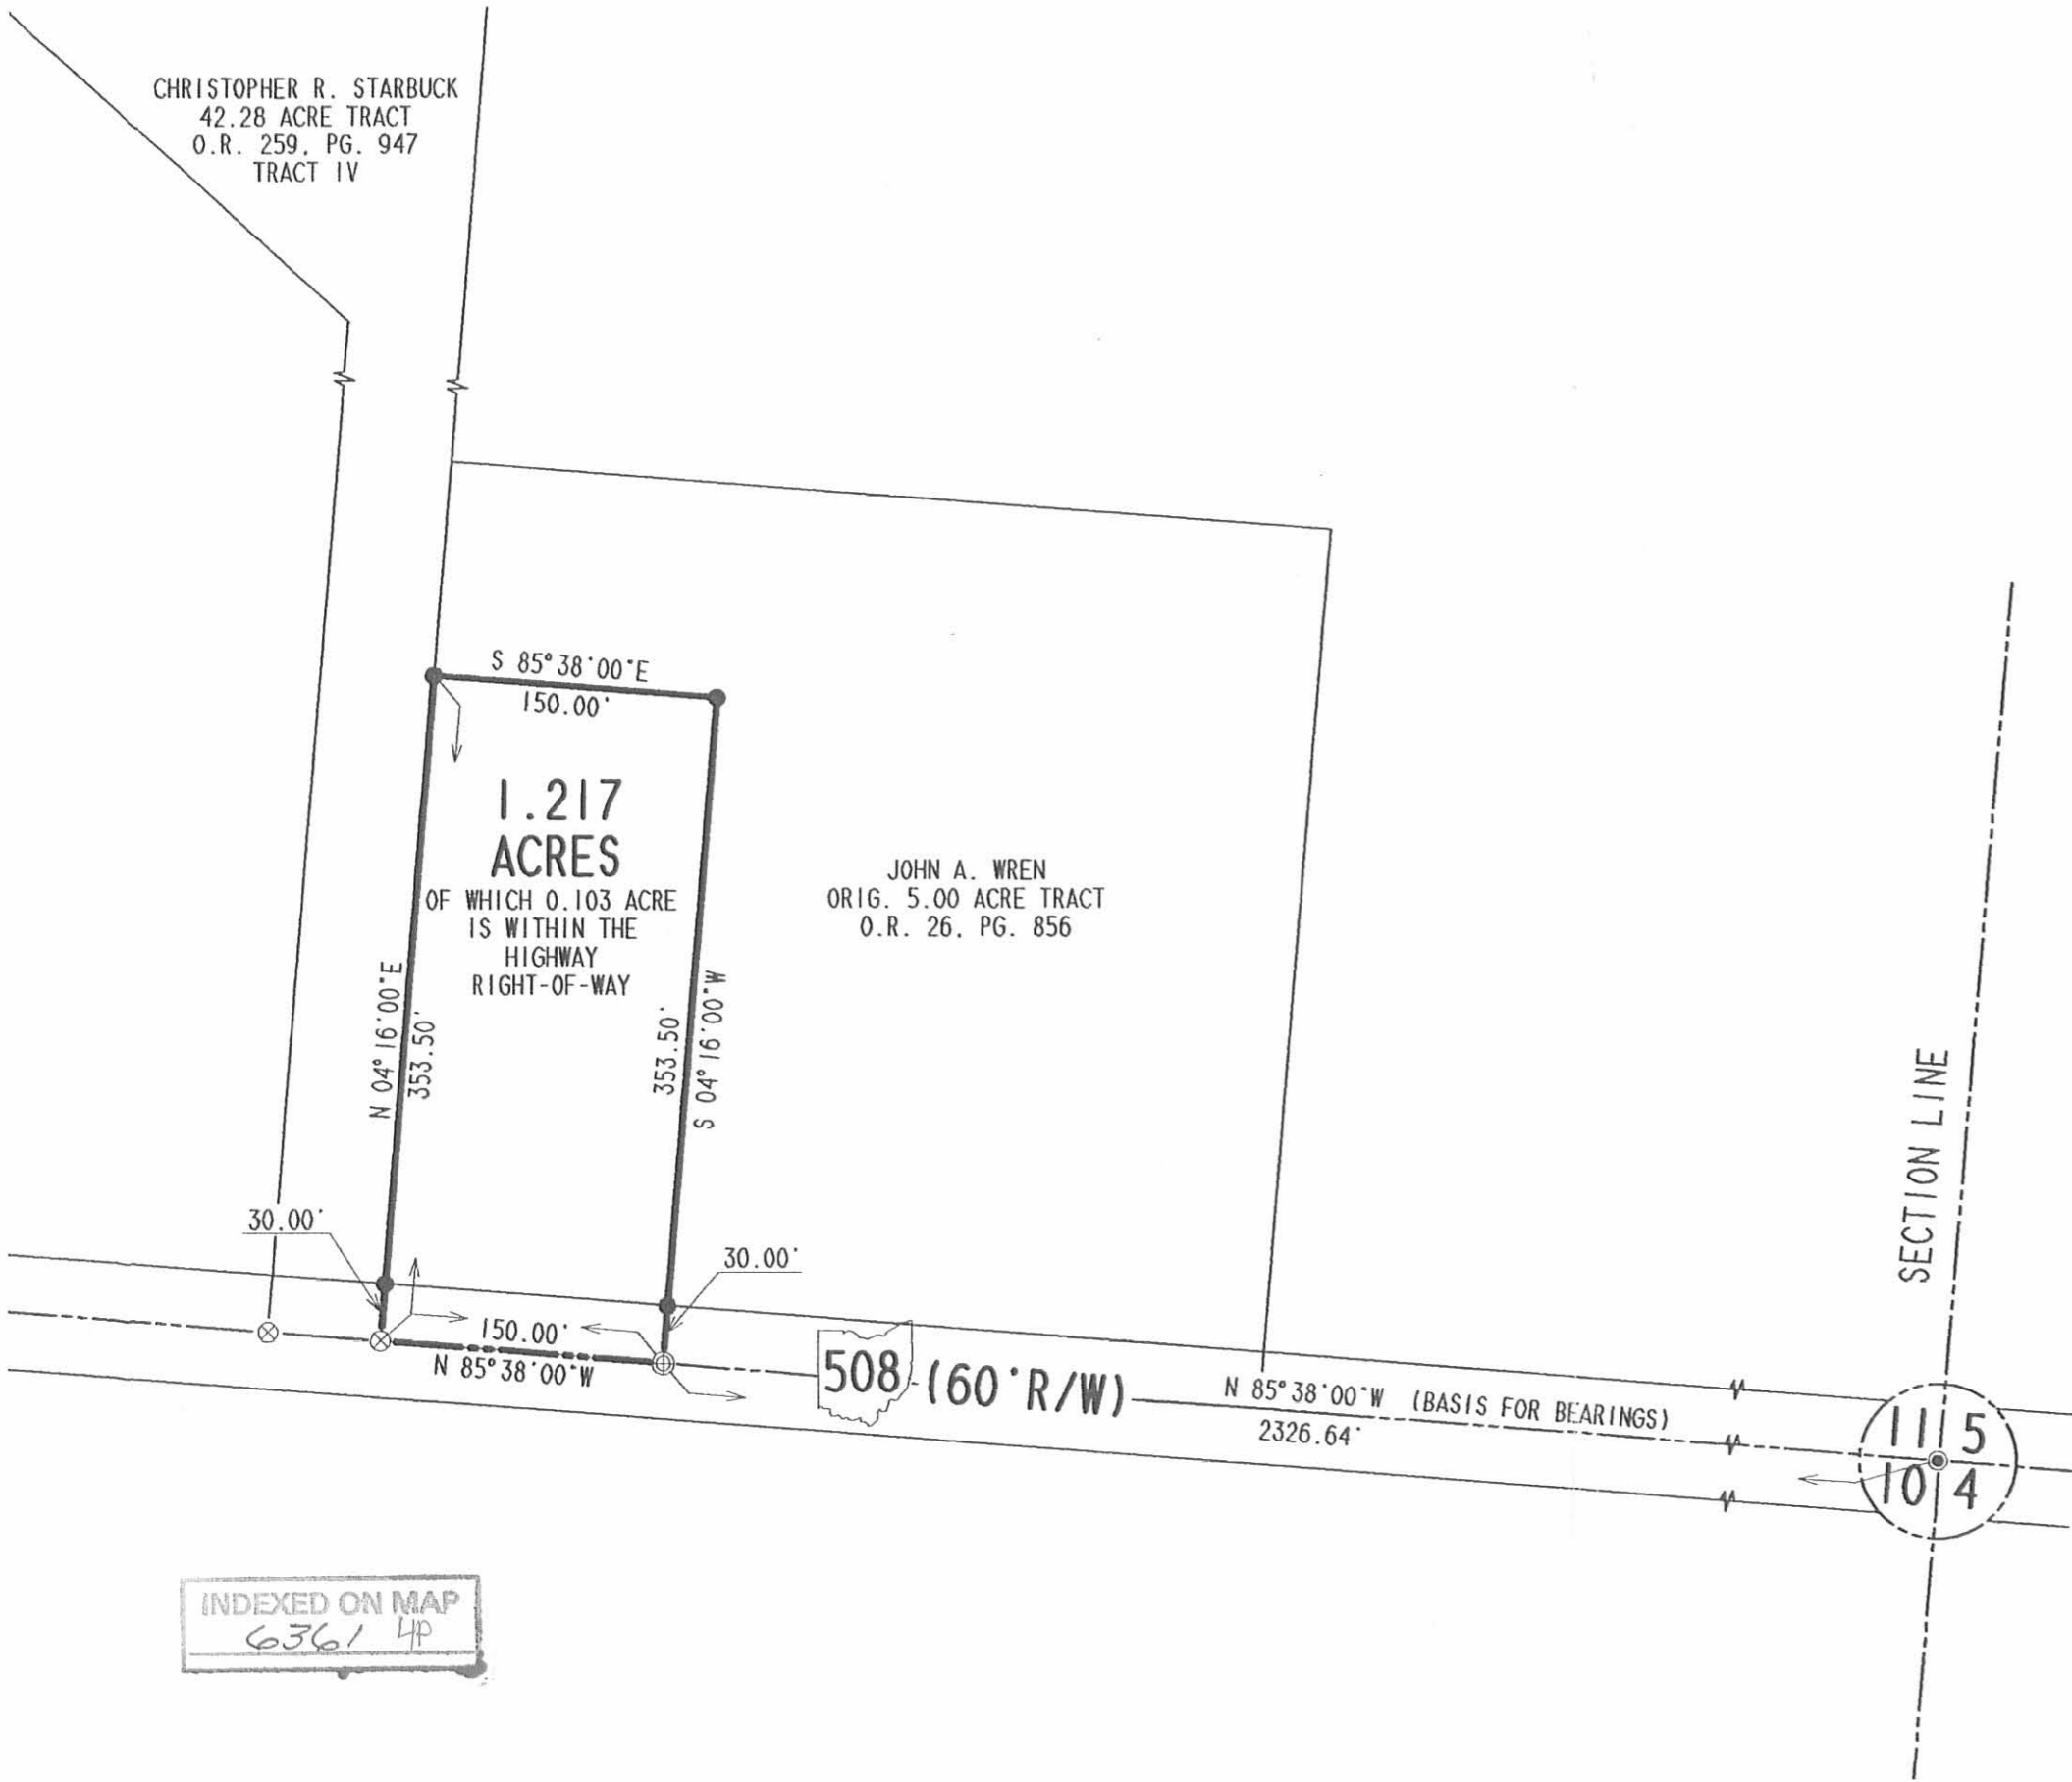 CHRISTOPHER R. STARBUCK
42.28 ACRE TRACT
O.R. 259, PG. 947
TRACT IV
S 85°38'00"E
150.00'
1.217
ACRES
OF WHICH 0.103 ACRE
IS WITHIN THE
HIGHWAY
RIGHT-OF-WAY
JOHN A. WREN
ORIG. 5.00 ACRE TRACT
O.R. 26, PG. 856
N 04°16'00"E
353.50'
353.50'
S 04°16'00"W
SECTION LINE
30.00'
30.00'
150.00'
N 85°38'00"W
508 (60'R/W)
N 85°38'00"W (BASIS FOR BEARINGS)
2326.64'
11 5
10 4
INDEXED ON MAP
6361 4P